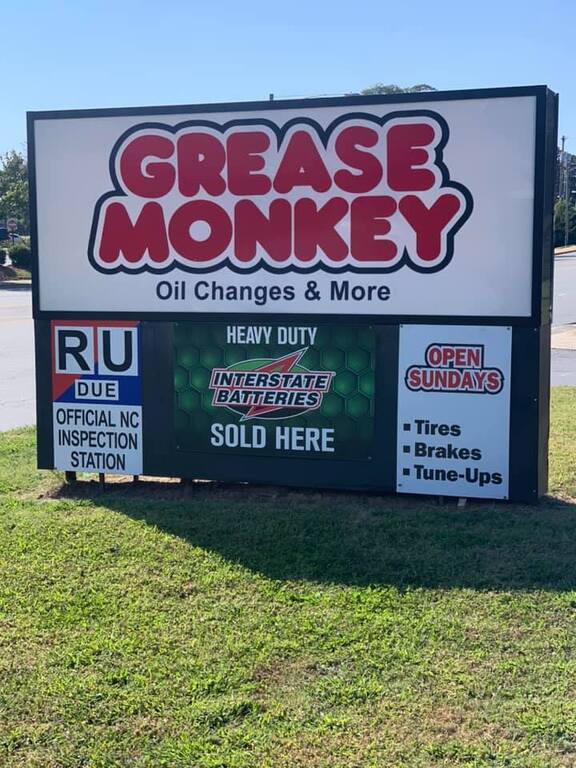 GREASE
MONKEY
Oil Changes & More
RU
DUE
OFFICIAL NC
INSPECTION
STATION
HEAVY DUTY
INTERSTATE
BATTERIES
SOLD HERE
OPEN
SUNDAYS
▪ Tires
▪ Brakes
▪ Tune-Ups